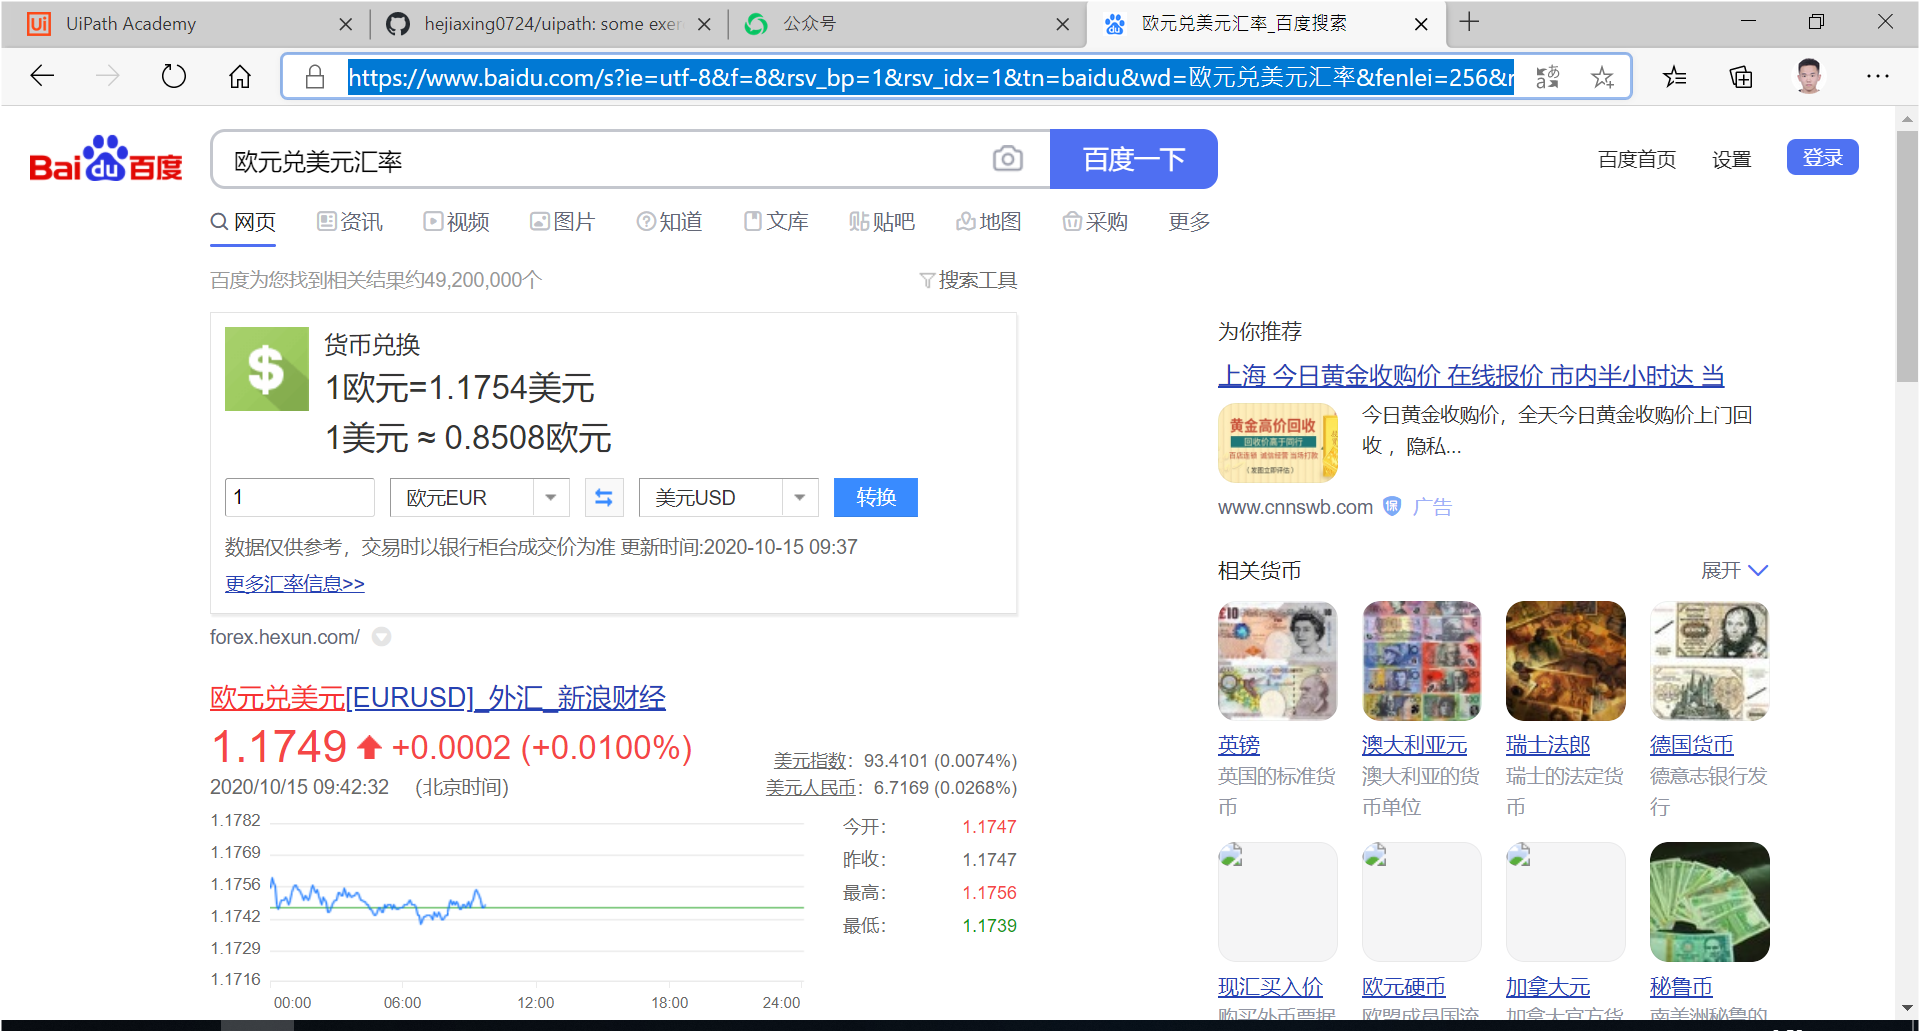 UiPath Academy
hejiaxing0724/uipath: some exer
公众号
欧元兑美元汇率_百度搜索
https://www.baidu.com/s?ie=utf-8&f=8&rsv_bp=1&rsv_idx=1&tn=baidu&wd=欧元兑美元汇率&fenlei=256&r
Bai du 百度
欧元兑美元汇率
百度一下
百度首页
设置
登录
网页
资讯
视频
图片
知道
文库
贴吧
地图
采购
更多
百度为您找到相关结果约49,200,000个
搜索工具
货币兑换
1欧元=1.1754美元
1美元 ≈ 0.8508欧元
1
欧元EUR
美元USD
转换
数据仅供参考，交易时以银行柜台成交价为准 更新时间:2020-10-15 09:37
更多汇率信息>>
forex.hexun.com/
欧元兑美元[EURUSD]_外汇_新浪财经
1.1749 +0.0002 (+0.0100%)
2020/10/15 09:42:32 (北京时间)
美元指数：93.4101 (0.0074%)
美元人民币：6.7169 (0.0268%)
1.1782
1.1769
1.1756
1.1742
1.1729
1.1716
00:00
06:00
12:00
18:00
24:00
今开： 1.1747
昨收： 1.1747
最高： 1.1756
最低： 1.1739
为你推荐
上海 今日黄金收购价 在线报价 市内半小时达 当
黄金高价回收
回收价高于同行
今日黄金收购价，全天今日黄金收购价上门回
收 ，隐私...
www.cnnswb.com 保 广告
相关货币
展开
英镑
英国的标准货
币
澳大利亚元
澳大利亚的货
币单位
瑞士法郎
瑞士的法定货
币
德国货币
德意志银行发
行
现汇买入价
购买外币票据
欧元硬币
欧盟成员国流
加拿大元
加拿大官方货
秘鲁币
南美洲秘鲁的